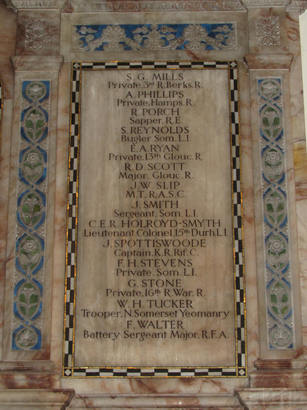 S. G. MILLS
Private, 3rd R. Berks. R.
A. PHILLIPS
Private, Hamps. R.
R. PORCH
Sapper, R.E.
S. REYNOLDS
Bugler Som. L.I.
E.A. RYAN
Private, 13th Glouc. R.
R. D. SCOTT
Major, Glouc. R.
J. W. SLIP
M.T., R.A.S.C.
J. SMITH
Sergeant, Som. L.I.
C.E.R. HOLROYD-SMYTH
Lieutenant Colonel, 15th Durh. L.I.
J. SPOTTISWOODE
Captain, K.R. Rif. C.
F. H. STEVENS
Private, Som. L.I.
G. STONE
Private, 16th R. War. R.
W. H. TUCKER
Trooper, N. Somerset Yeomanry
F. WALTER
Battery Sergeant Major, R.F.A.